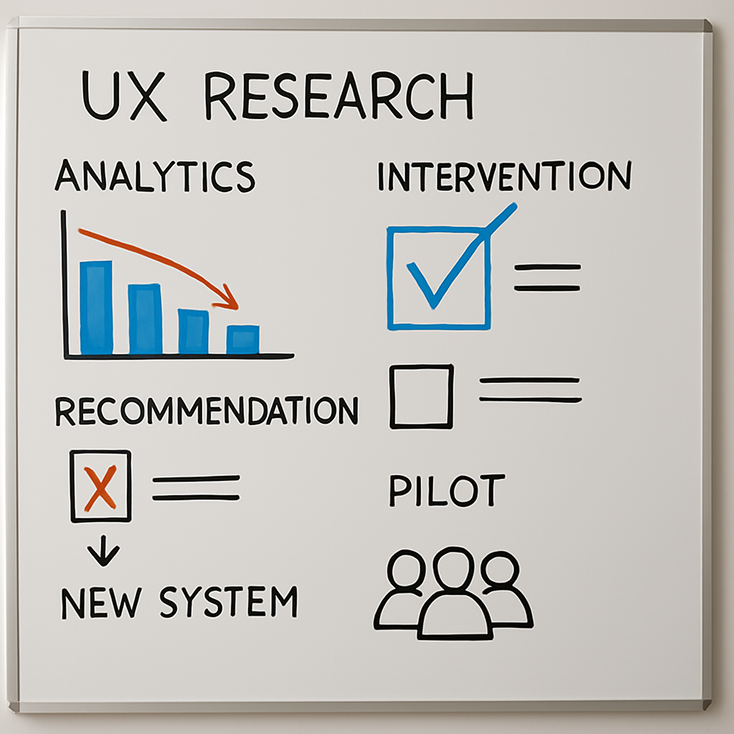 UX RESEARCH
ANALYTICS
INTERVENTION
RECOMMENDATION
X
NEW SYSTEM
PILOT